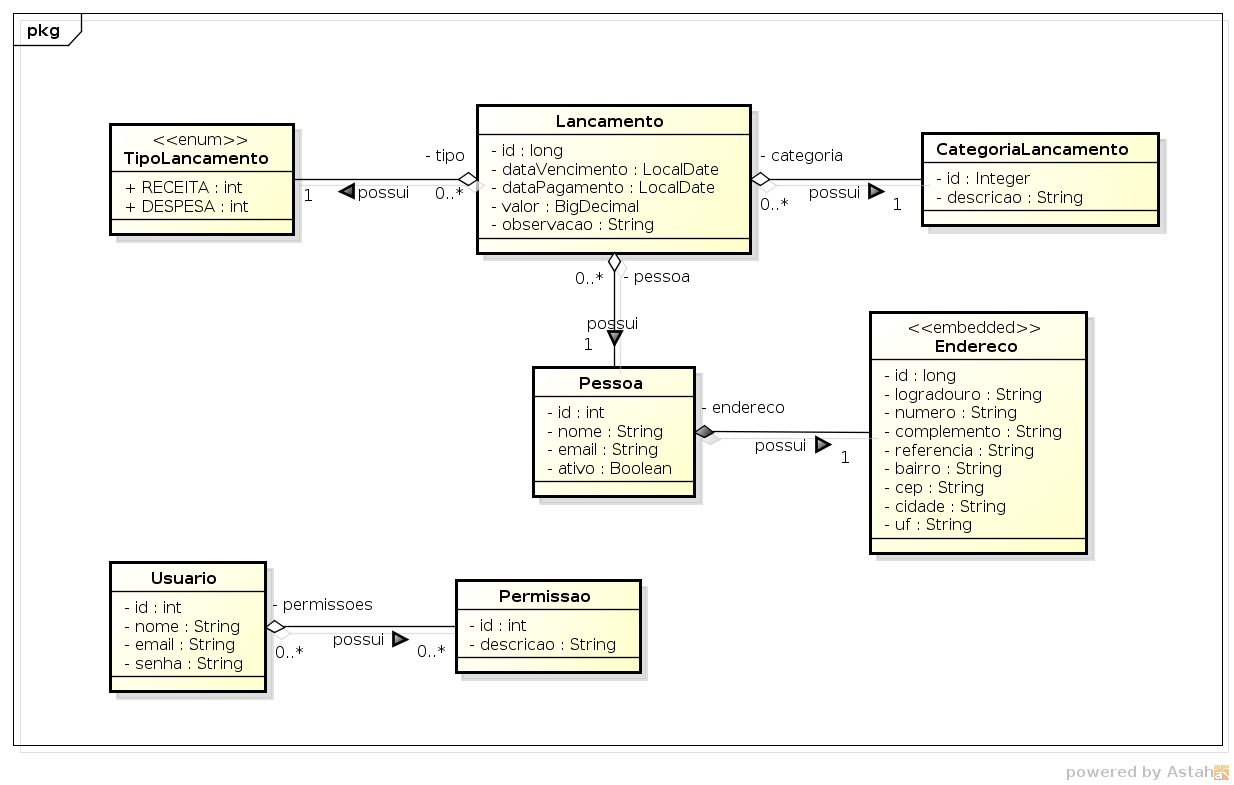 pkg
<<enum>>
TipoLancamento
+ RECEITA : int
+ DESPESA : int
- tipo
1
possui
0..*
Lancamento
- id : long
- dataVencimento : LocalDate
- dataPagamento : LocalDate
- valor : BigDecimal
- observacao : String
- categoria
0..*
possui
1
CategoriaLancamento
- id : Integer
- descricao : String
0..*
- pessoa
possui
1
Pessoa
- id : int
- nome : String
- email : String
- ativo : Boolean
- endereco
possui
1
<<embedded>>
Endereco
- id : long
- logradouro : String
- numero : String
- complemento : String
- referencia : String
- bairro : String
- cep : String
- cidade : String
- uf : String
Usuario
- id : int
- nome : String
- email : String
- senha : String
- permissoes
0..*
possui
0..*
Permissao
- id : int
- descricao : String
powered by Astah